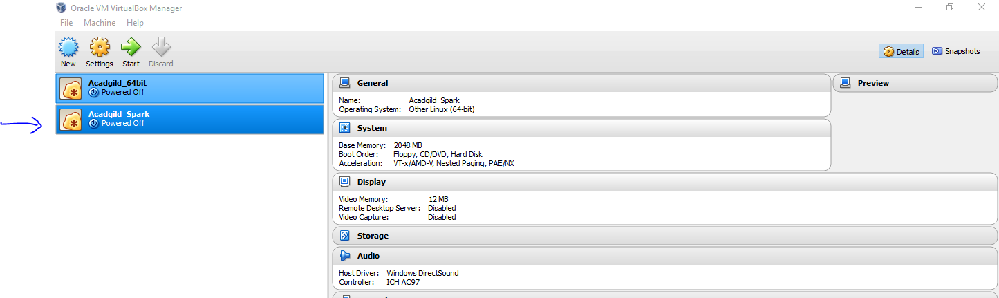 Oracle VM VirtualBox Manager
File Machine Help
New Settings Start Discard
Details Snapshots
Acadgild_64bit
Powered Off
Acadgild_Spark
Powered Off
General
Name: Acadgild_Spark
Operating System: Other Linux (64-bit)
Preview
System
Base Memory: 2048 MB
Boot Order: Floppy, CD/DVD, Hard Disk
Acceleration: VT-x/AMD-V, Nested Paging, PAE/NX
Display
Video Memory: 12 MB
Remote Desktop Server: Disabled
Video Capture: Disabled
Storage
Audio
Host Driver: Windows DirectSound
Controller: ICH AC97